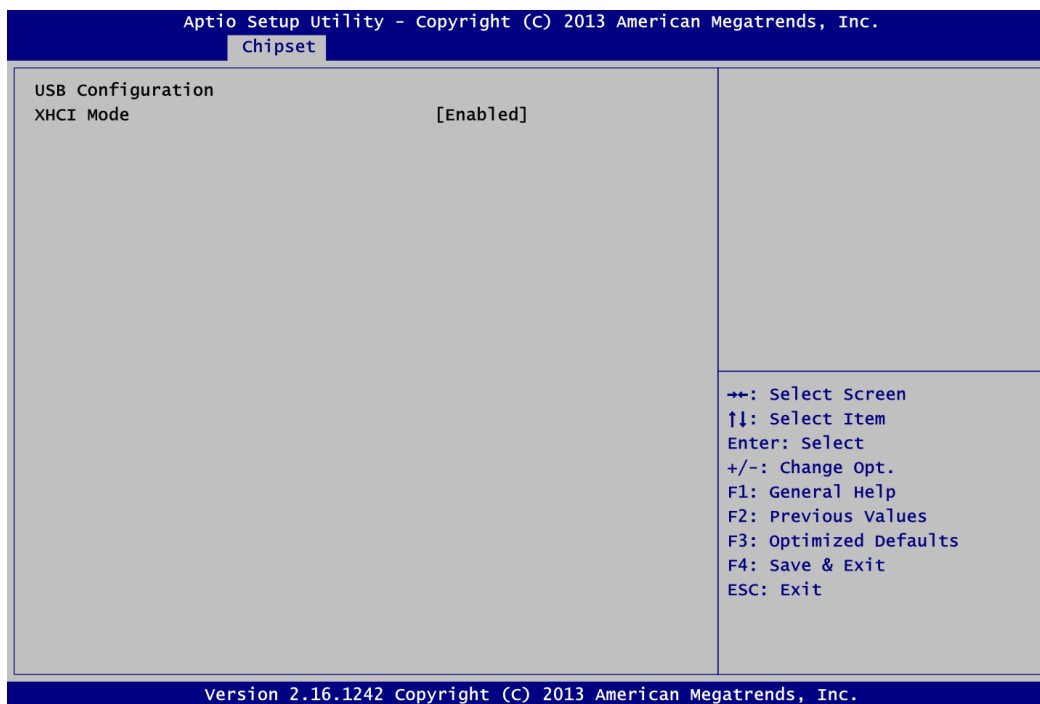 Aptio Setup Utility - Copyright (C) 2013 American Megatrends, Inc.
Chipset
USB Configuration
XHCI Mode [Enabled]
→←: Select Screen
↑↓: Select Item
Enter: Select
+/-: Change Opt.
F1: General Help
F2: Previous Values
F3: Optimized Defaults
F4: Save & Exit
ESC: Exit
Version 2.16.1242 Copyright (C) 2013 American Megatrends, Inc.